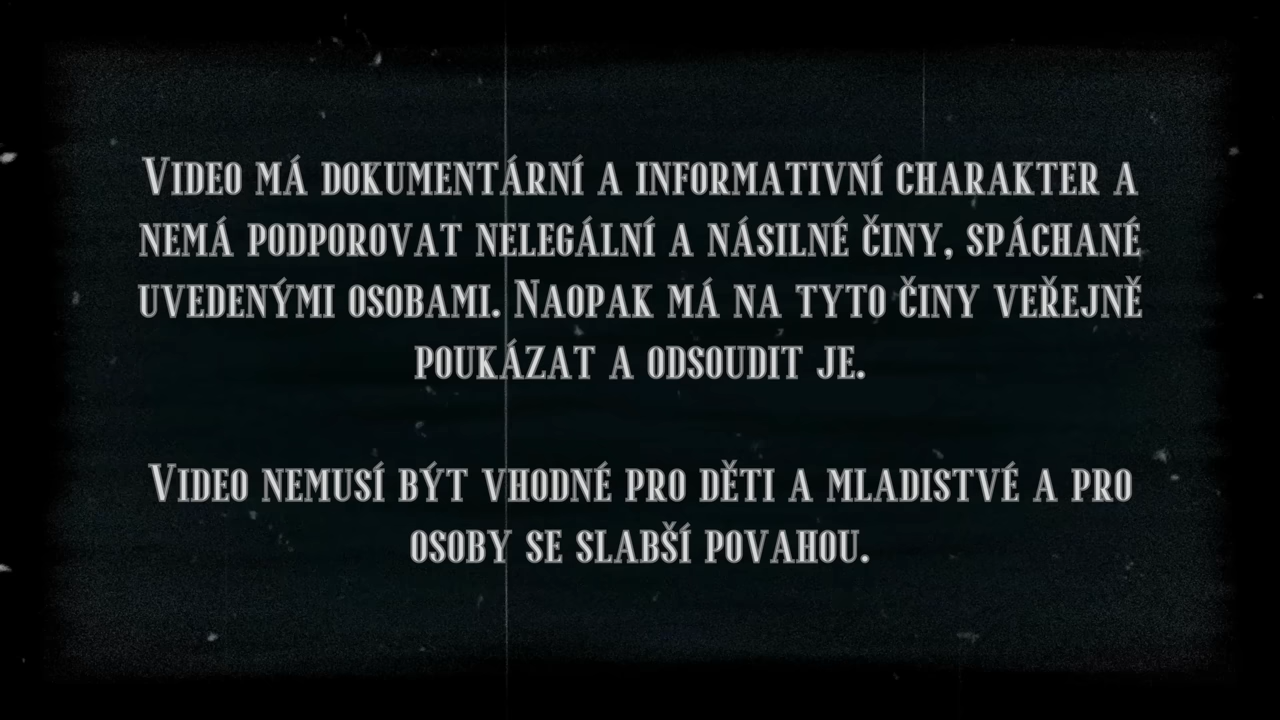 Video má dokumentární a informativní charakter a
nemá podporovat nelegální a násilné činy, spáchané
uvedenými osobami. Naopak má na tyto činy veřejně
poukázat a odsoudit je.
Video nemusí být vhodné pro děti a mladistvé a pro
osoby se slabší povahou.